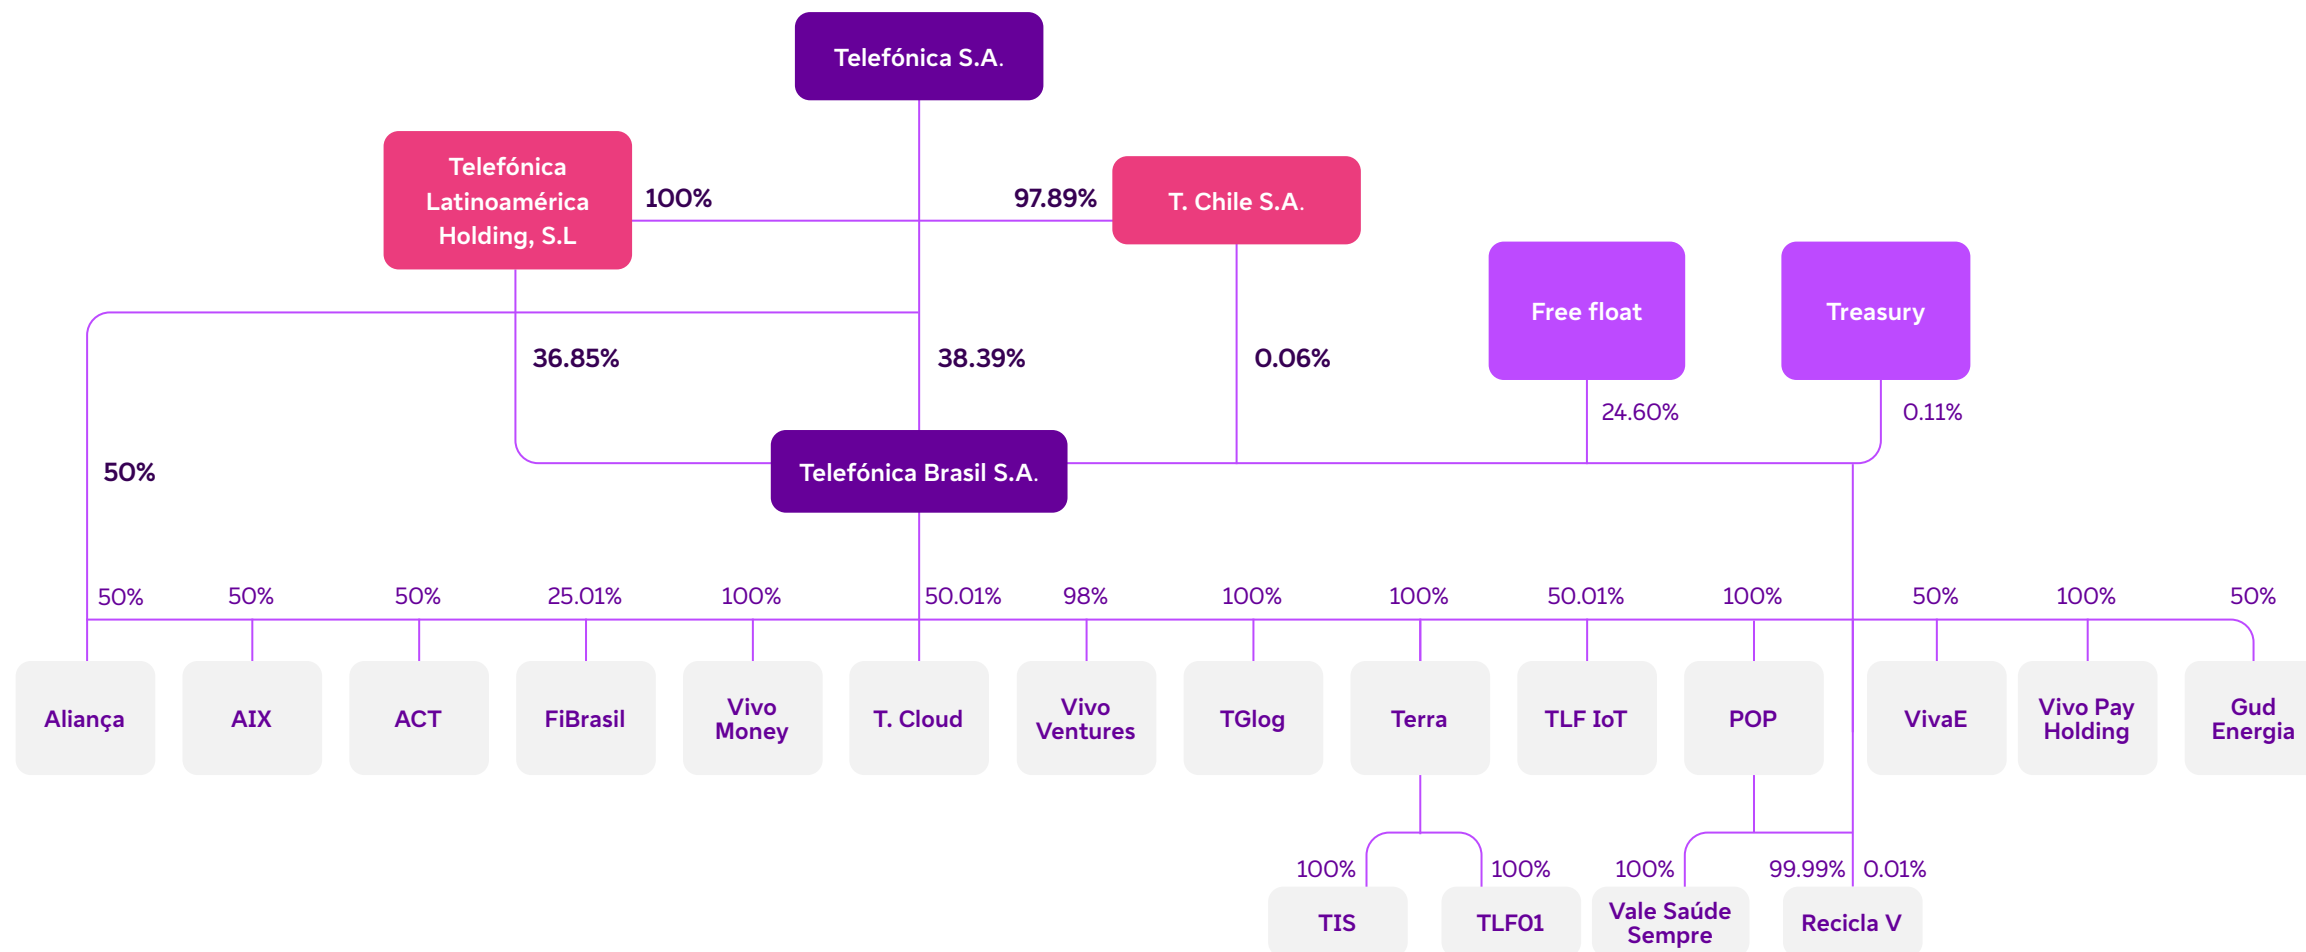 Telefónica S.A.
Telefónica
Latinoamérica
Holding, S.L
100%
97.89%
T. Chile S.A.
Free float
Treasury
36.85%
38.39%
0.06%
24.60%
0.11%
Telefónica Brasil S.A.
50%
50%
50%
50%
25.01%
100%
50.01%
98%
100%
100%
50.01%
100%
50%
100%
50%
Aliança
AIX
ACT
FiBrasil
Vivo
Money
T. Cloud
Vivo
Ventures
TGlog
Terra
TLF IoT
POP
VivaE
Vivo Pay
Holding
Gud
Energia
100%
100%
100%
99.99%
0.01%
TIS
TLF01
Vale Saúde
Sempre
Recicla V